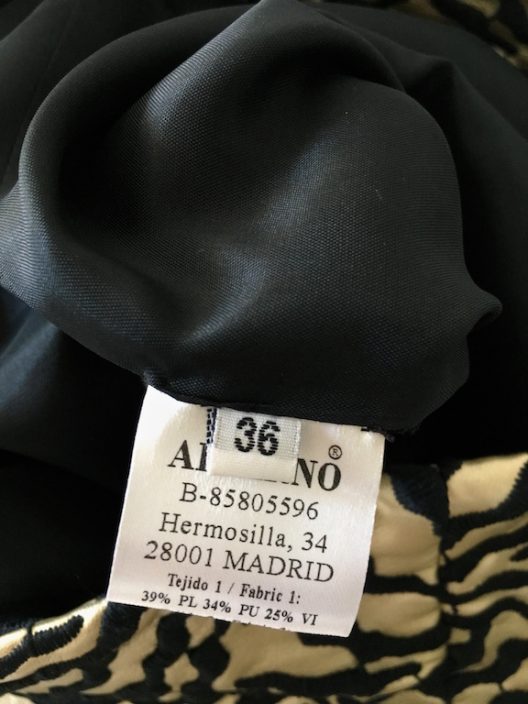 36
®
B-85805596
Hermosilla, 34
28001 MADRID
Tejido 1 / Fabric 1:
39% PL 34% PU 25% VI